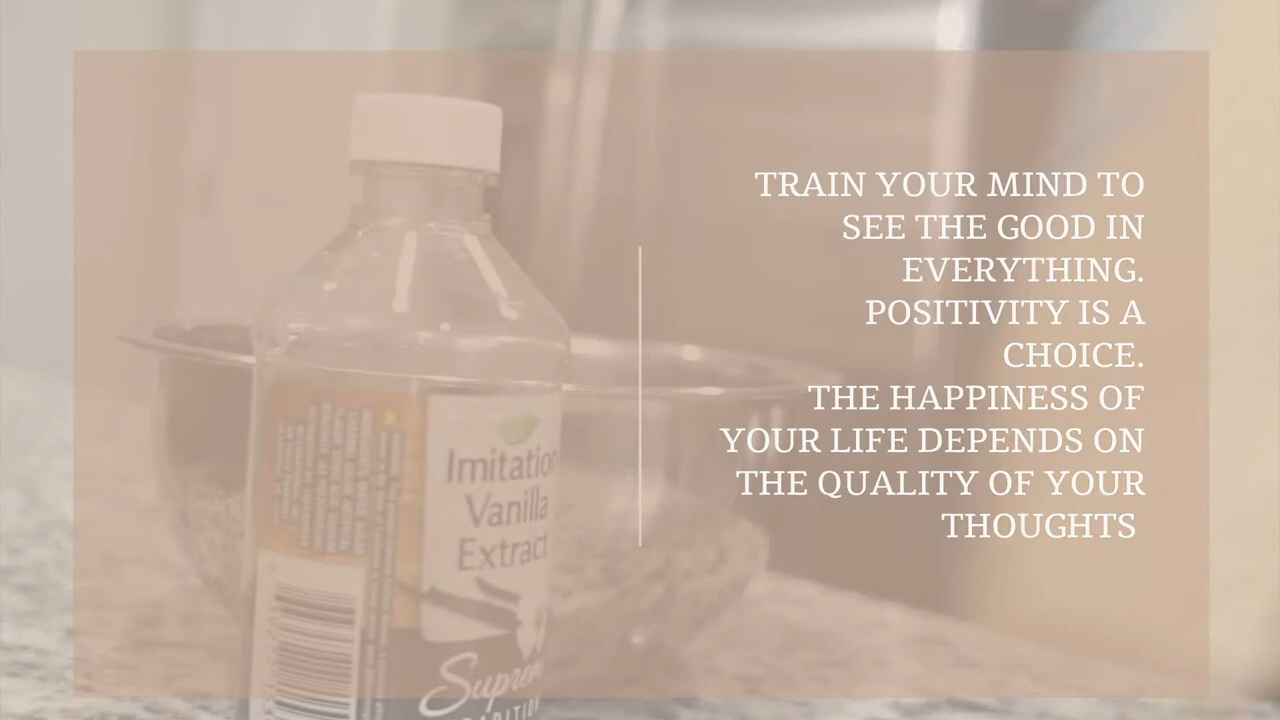 TRAIN YOUR MIND TO
SEE THE GOOD IN
EVERYTHING.
POSITIVITY IS A
CHOICE.
THE HAPPINESS OF
YOUR LIFE DEPENDS ON
THE QUALITY OF YOUR
THOUGHTS
Imitation
Vanilla
Extract